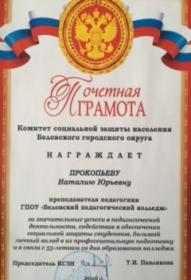 Почетная
ГРАМОТА
Комитет социальной защиты населения
Беловского городского округа
НАГРАЖДАЕТ
ПРОКОПЬЕВУ
Наталию Юрьевну
преподавателя педагогики
ГПОУ «Беловский педагогический колледж»
за значительные успехи в педагогической
деятельности, содействие в обеспечении
социальной защиты студентов, большой
личный вклад в их профессиональную подготовку
и в связи с 55-летием со дня образования колледжа
Председатель КСЗН Т.И. Павликова